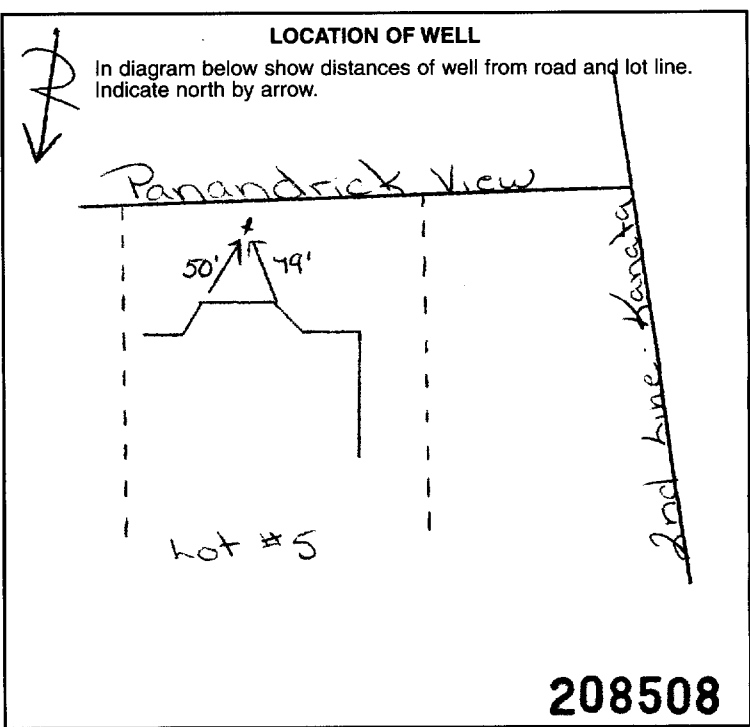 LOCATION OF WELL
In diagram below show distances of well from road and lot line.
Indicate north by arrow.
Panandrick View
50' 49'
2nd Line. Kanata
Lot #5
208508